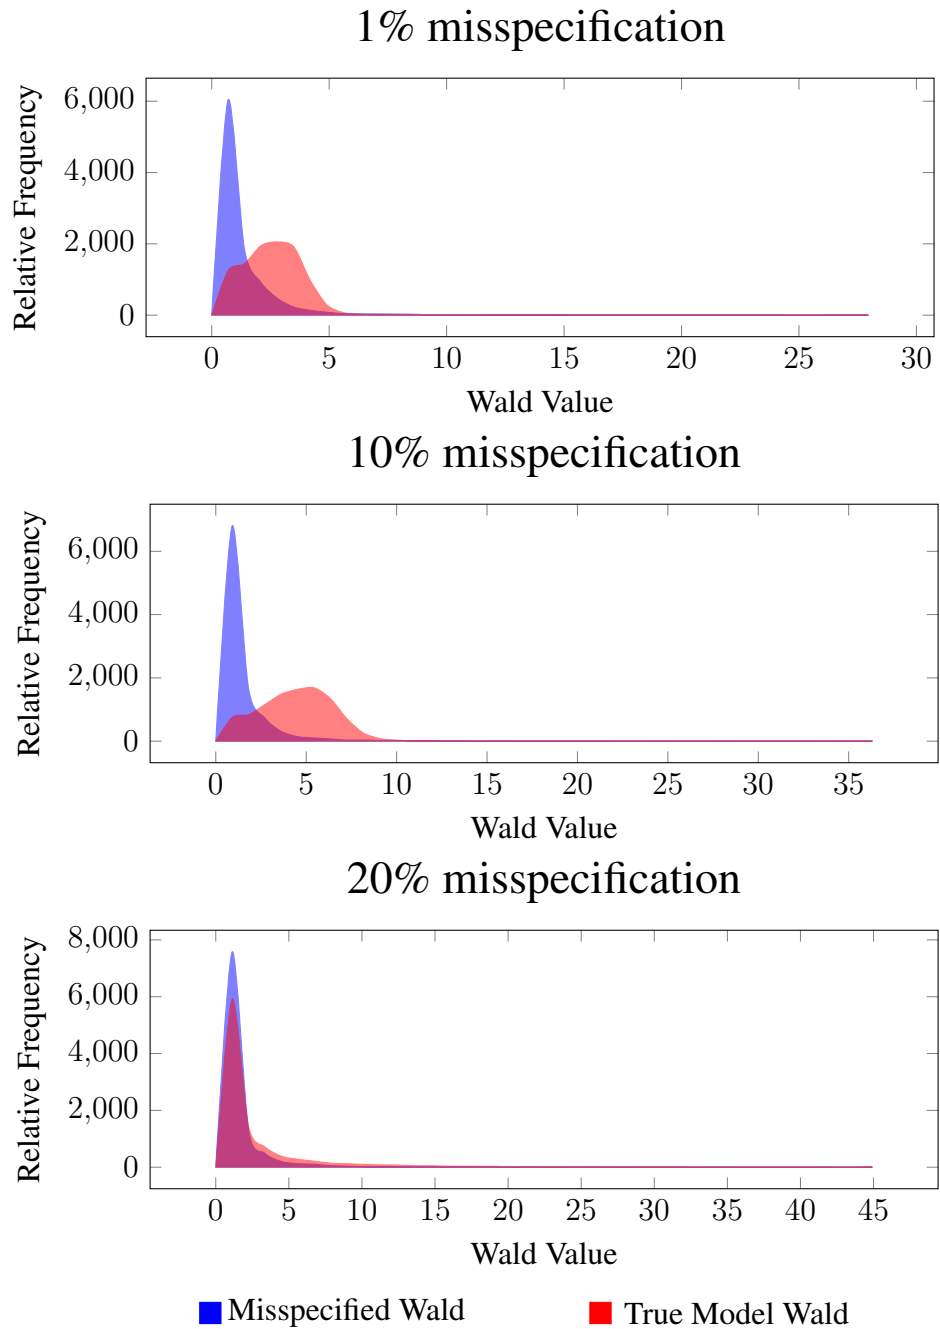 1% misspecification
Relative Frequency
6,000
4,000
2,000
0
0 5 10 15 20 25 30
Wald Value
10% misspecification
Relative Frequency
6,000
4,000
2,000
0
0 5 10 15 20 25 30 35
Wald Value
20% misspecification
Relative Frequency
8,000
6,000
4,000
2,000
0
0 5 10 15 20 25 30 35 40 45
Wald Value
Misspecified Wald True Model Wald